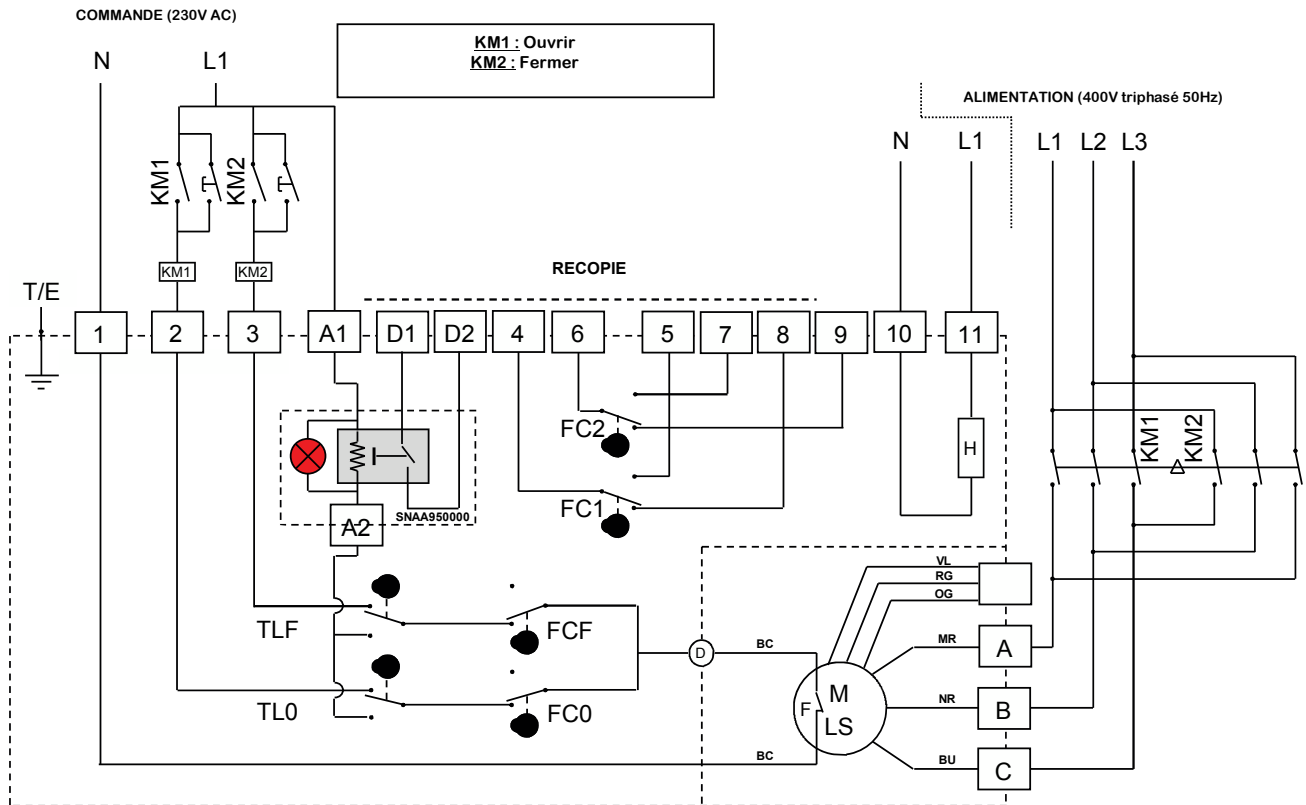 COMMANDE (230V AC)
KM1 : Ouvrir
KM2 : Fermer
N L1
ALIMENTATION (400V triphasé 50Hz)
N L1 L1 L2 L3
KM1 KM2
KM1 KM2
RECOPIE
T/E
1 2 3 A1 D1 D2 4 6 5 7 8 9 10 11
KM1 KM2
FC2
H
FC1
SNAA950000
A2
VL
RG
OG
TLF FCF
D BC MR A
TL0 FC0
F M LS
NR B
BC BU C